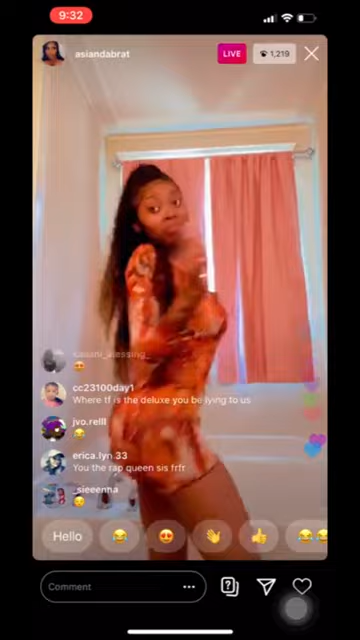 9:32
asiandabrat
LIVE
1,219
cc23100day1
Where tf is the deluxe you be lying to us
jvo.relll
erica.lyn.33
You the rap queen sis frfr
_sieeenna
Hello
Comment